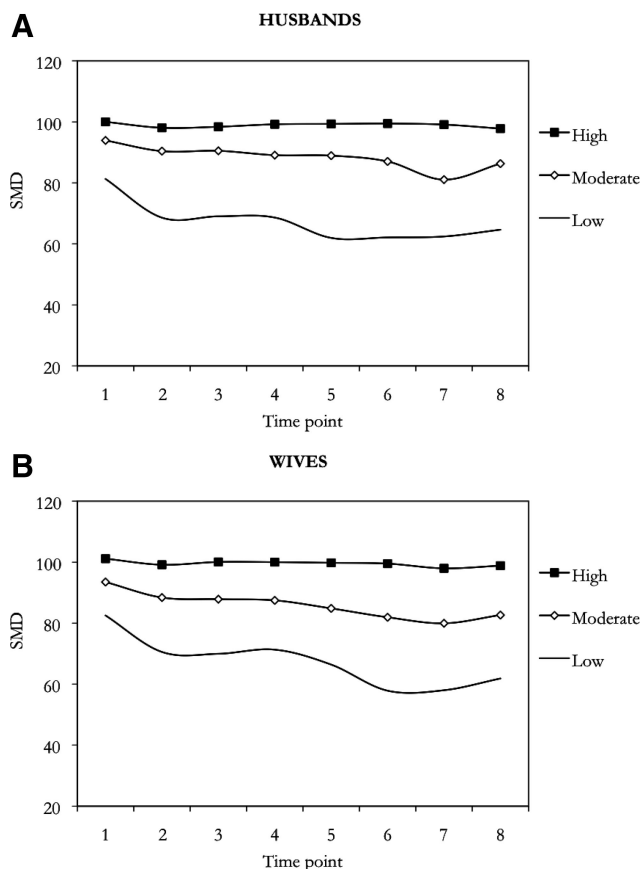 A
HUSBANDS
120
100
80
60
40
20
SMD
1 2 3 4 5 6 7 8
Time point
High
Moderate
Low
B
WIVES
120
100
80
60
40
20
SMD
1 2 3 4 5 6 7 8
Time point
High
Moderate
Low